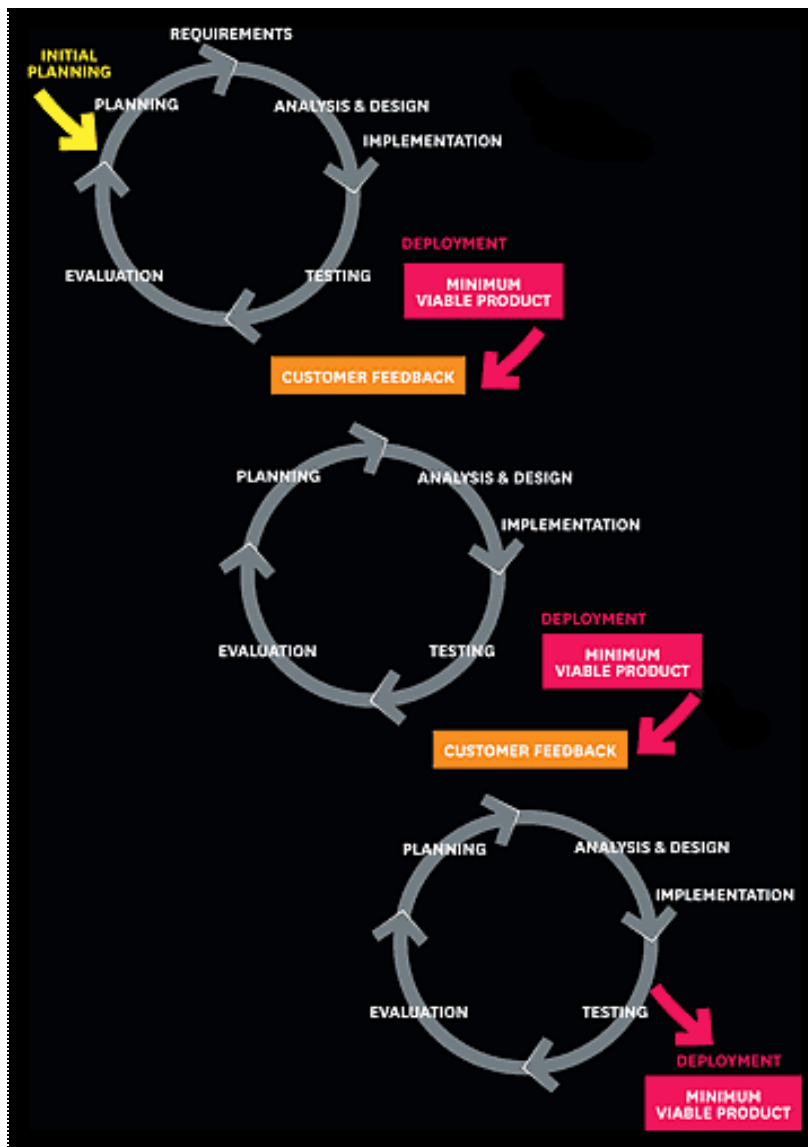 REQUIREMENTS
INITIAL
PLANNING
PLANNING
ANALYSIS & DESIGN
IMPLEMENTATION
DEPLOYMENT
EVALUATION
TESTING
MINIMUM
VIABLE PRODUCT
CUSTOMER FEEDBACK
PLANNING
ANALYSIS & DESIGN
IMPLEMENTATION
DEPLOYMENT
EVALUATION
TESTING
MINIMUM
VIABLE PRODUCT
CUSTOMER FEEDBACK
PLANNING
ANALYSIS & DESIGN
IMPLEMENTATION
EVALUATION
TESTING
DEPLOYMENT
MINIMUM
VIABLE PRODUCT